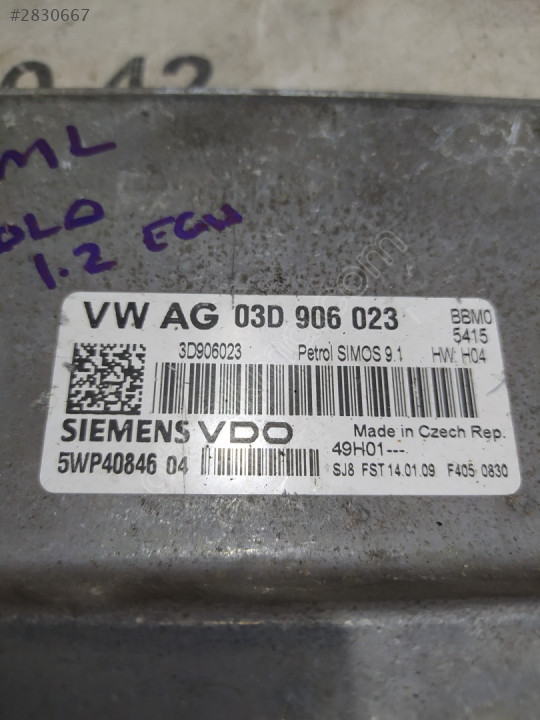 #2830667
ML
OLO
1.2 ECU
VW AG 03D 906 023 BBM0
5415
3D906023 Petrol SIMOS 9.1 HW: H04
SIEMENS VDO Made in Czech Rep.
5WP40846 04 49H01---
SJ8 FST 14.01.09 F405 0830